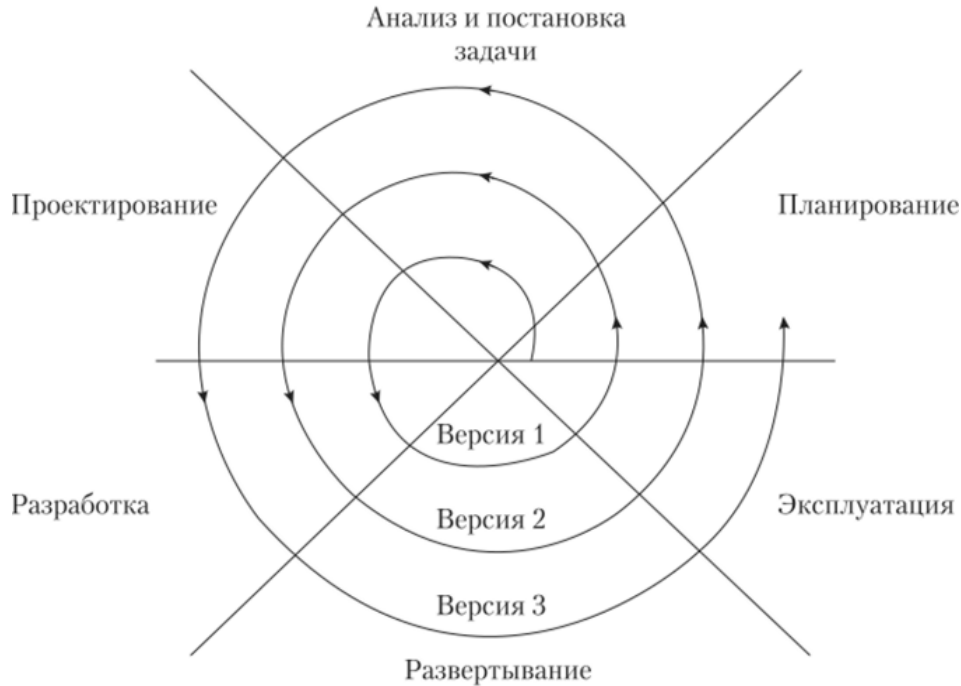 Анализ и постановка
задачи
Проектирование
Планирование
Версия 1
Разработка
Версия 2
Эксплуатация
Версия 3
Развертывание